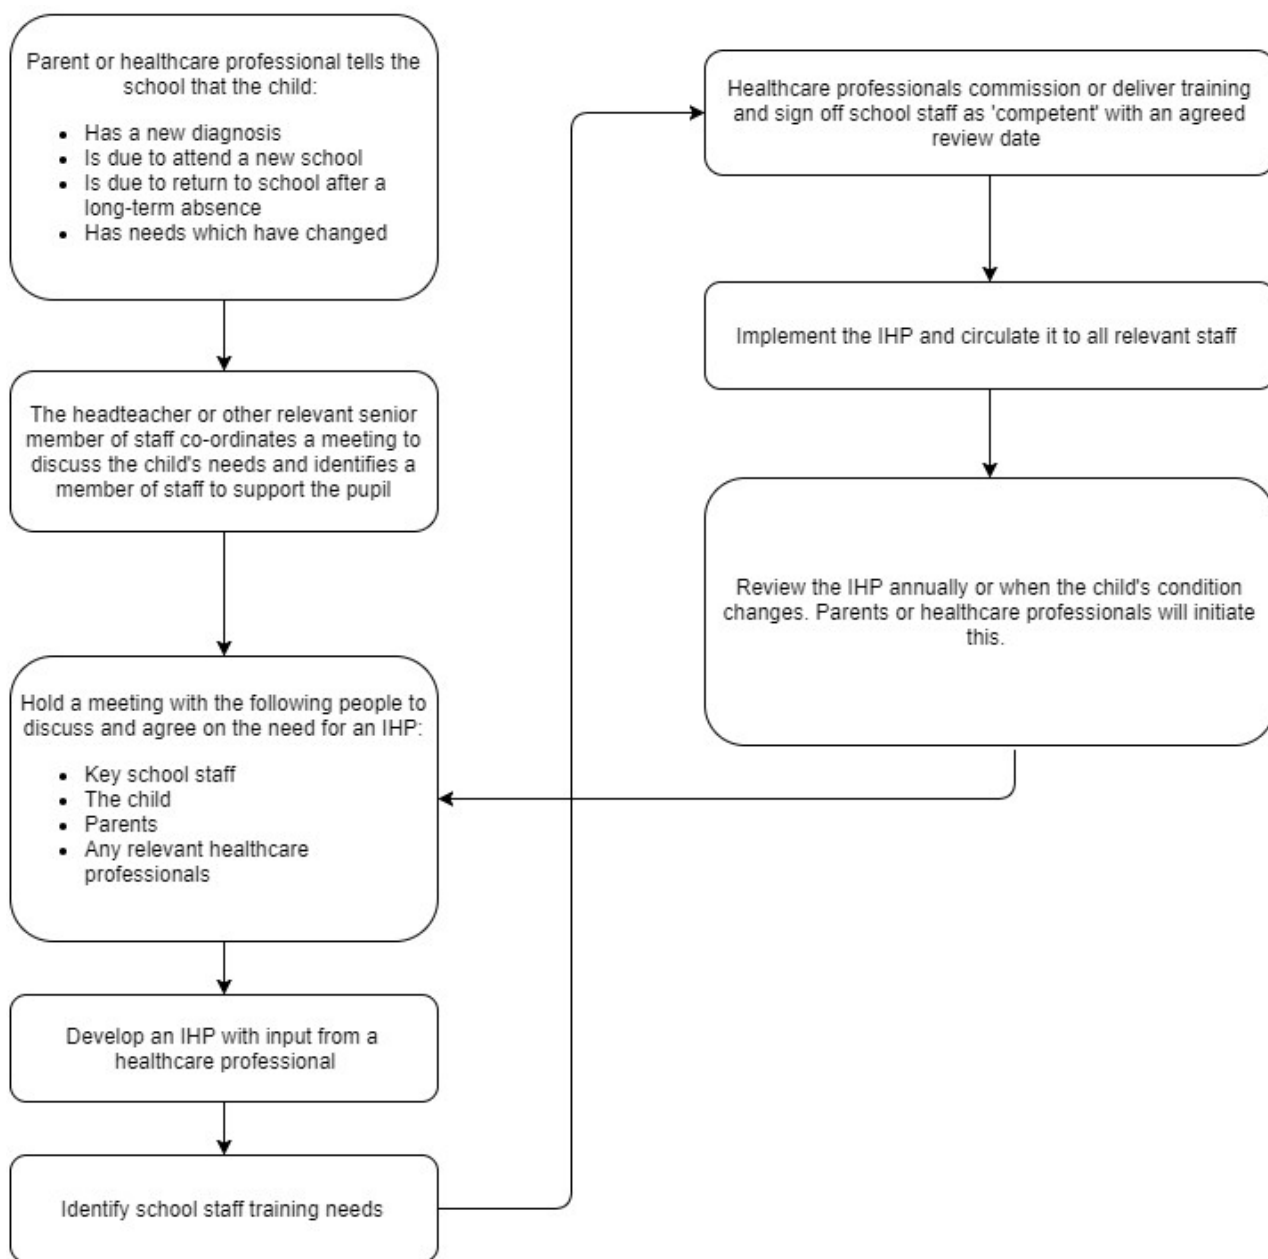 Parent or healthcare professional tells the
school that the child:
• Has a new diagnosis
• Is due to attend a new school
• Is due to return to school after a
long-term absence
• Has needs which have changed
The headteacher or other relevant senior
member of staff co-ordinates a meeting to
discuss the child's needs and identifies a
member of staff to support the pupil
Hold a meeting with the following people to
discuss and agree on the need for an IHP:
• Key school staff
• The child
• Parents
• Any relevant healthcare
professionals
Develop an IHP with input from a
healthcare professional
Identify school staff training needs
Healthcare professionals commission or deliver training
and sign off school staff as 'competent' with an agreed
review date
Implement the IHP and circulate it to all relevant staff
Review the IHP annually or when the child's condition
changes. Parents or healthcare professionals will initiate
this.